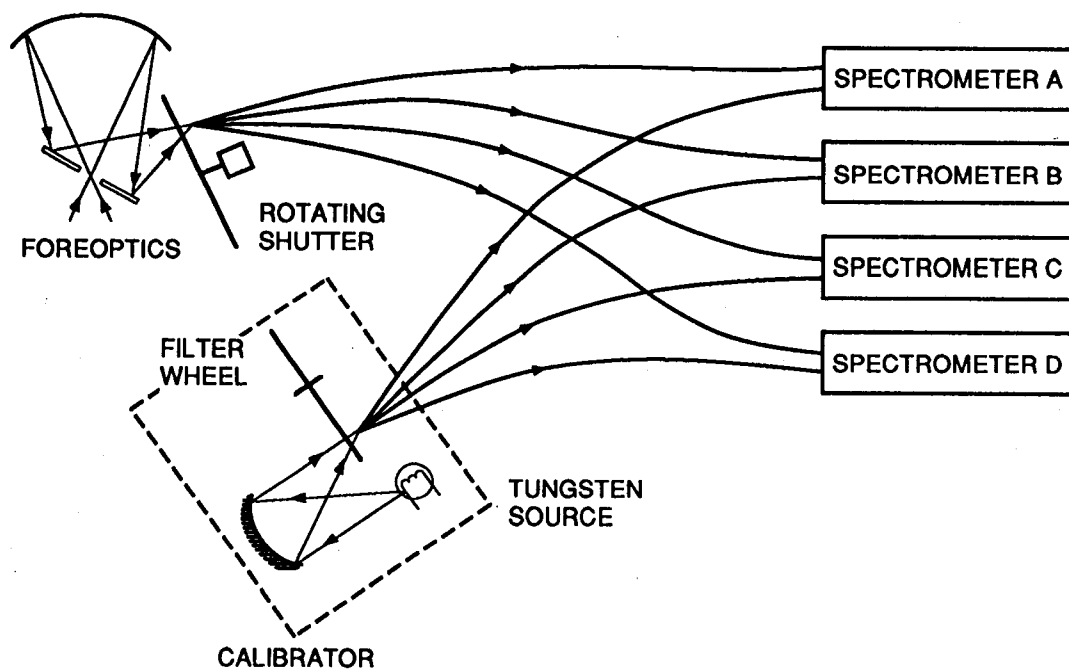 SPECTROMETER A
SPECTROMETER B
ROTATING
SHUTTER
FOREOPTICS
SPECTROMETER C
FILTER
WHEEL
SPECTROMETER D
TUNGSTEN
SOURCE
CALIBRATOR